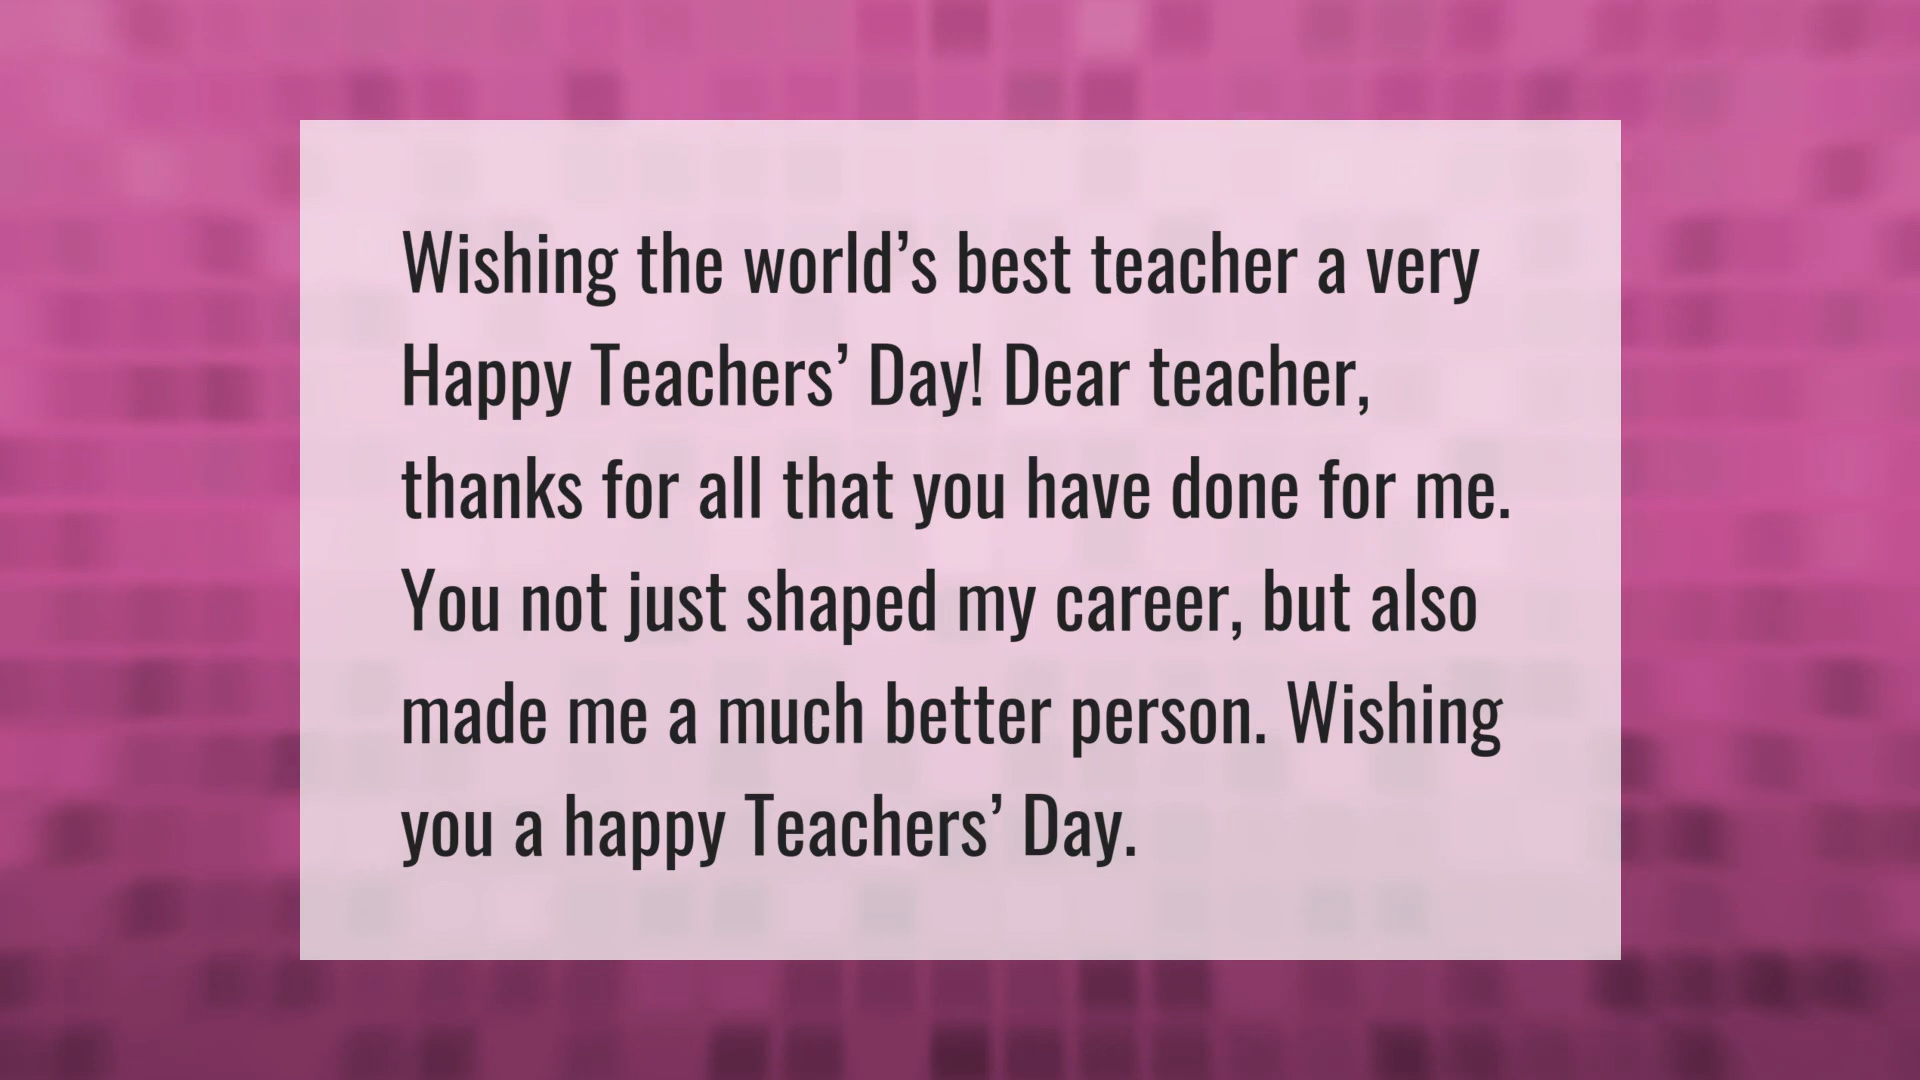 Wishing the world’s best teacher a very
Happy Teachers’ Day! Dear teacher,
thanks for all that you have done for me.
You not just shaped my career, but also
made me a much better person. Wishing
you a happy Teachers’ Day.